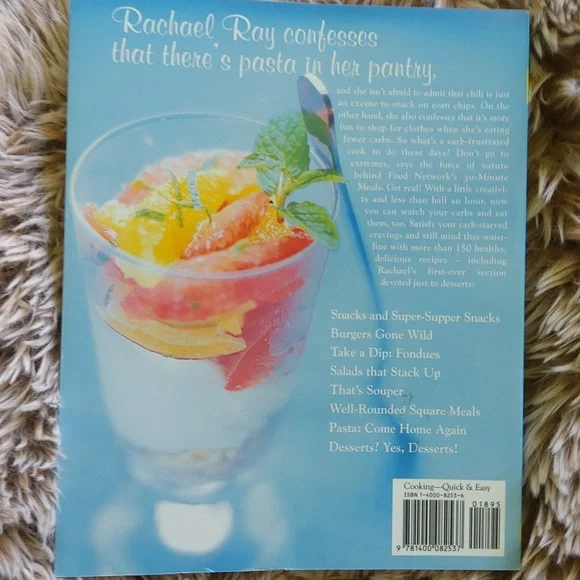 Rachael Ray confesses
that there's pasta in her pantry,
and she isn't afraid to admit that chili is just
an excuse to snack on corn chips. On the
other hand, she also confesses that it's more
fun to shop for clothes when she's eating
fewer carbs. So what's a carb-frustrated
cook to do these days? Don't go to
extremes, says the force of nature
behind Food Network's 30-Minute
Meals. Get real! With a little creativi-
ty and less than half an hour, now
you can watch your carbs and eat
them, too. Satisfy your carb-starved
cravings and still mind that waist-
line with more than 150 healthy,
delicious recipes – including
Rachael's first-ever section
devoted just to desserts:
Snacks and Super-Supper Snacks
Burgers Gone Wild
Take a Dip: Fondues
Salads that Stack Up
That's Souper
Well-Rounded Square Meals
Pasta: Come Home Again
Desserts? Yes, Desserts!
Cooking—Quick & Easy
ISBN 1-4000-8253-6
01895
9 781400 082537